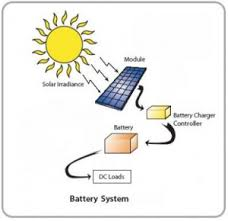 Module
Solar Irradiance
Battery Charger
Controller
Battery
DC Loads
Battery System